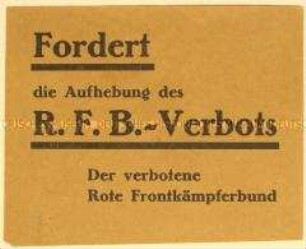 Fordert
die Aufhebung des
R. F. B.-Verbots
Der verbotene
Rote Frontkämpferbund